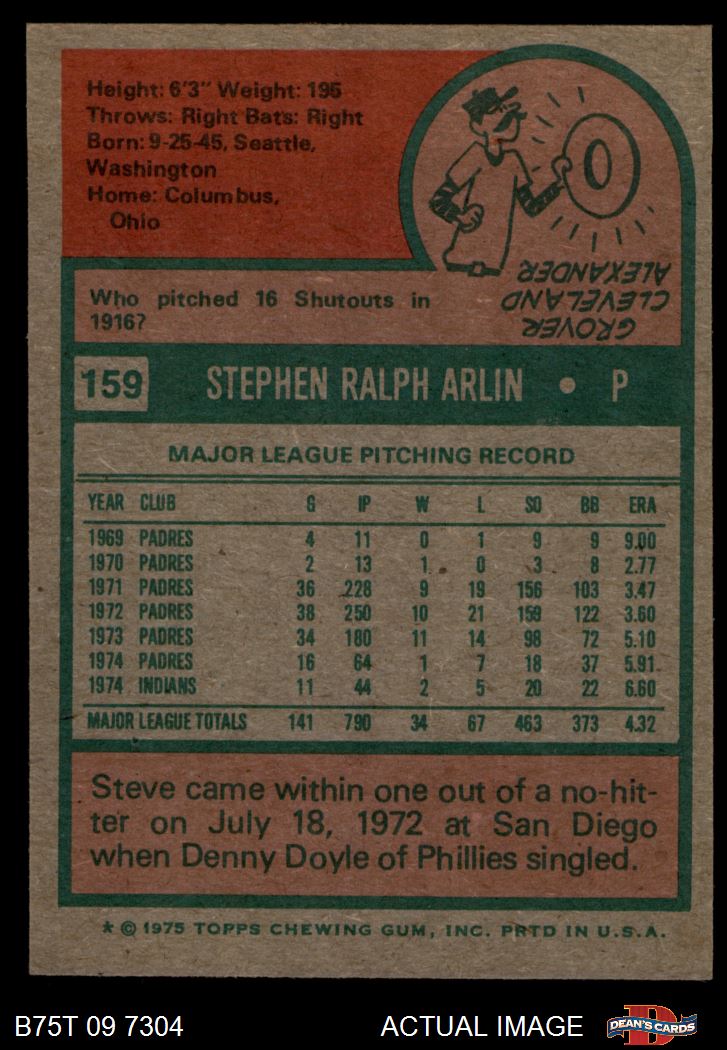 Height: 6'3" Weight: 195
Throws: Right Bats: Right
Born: 9-25-45, Seattle,
Washington
Home: Columbus,
Ohio
0
Who pitched 16 Shutouts in
1916?
GROVER
CLEVELAND
ALEXANDER
159 STEPHEN RALPH ARLIN • P
MAJOR LEAGUE PITCHING RECORD
YEAR CLUB G IP W L SO BB ERA
1969 PADRES 4 11 0 1 9 9 9.00
1970 PADRES 2 13 1 0 3 8 2.77
1971 PADRES 36 228 9 19 156 103 3.47
1972 PADRES 38 250 10 21 159 122 3.60
1973 PADRES 34 180 11 14 98 72 5.10
1974 PADRES 16 64 1 7 18 37 5.91
1974 INDIANS 11 44 2 5 20 22 6.60
MAJOR LEAGUE TOTALS 141 790 34 67 463 373 4.32
Steve came within one out of a no-hit-
ter on July 18, 1972 at San Diego
when Denny Doyle of Phillies singled.
* © 1975 TOPPS CHEWING GUM, INC. PRTD IN U.S.A.
B75T 09 7304 ACTUAL IMAGE D DEAN'S CARDS